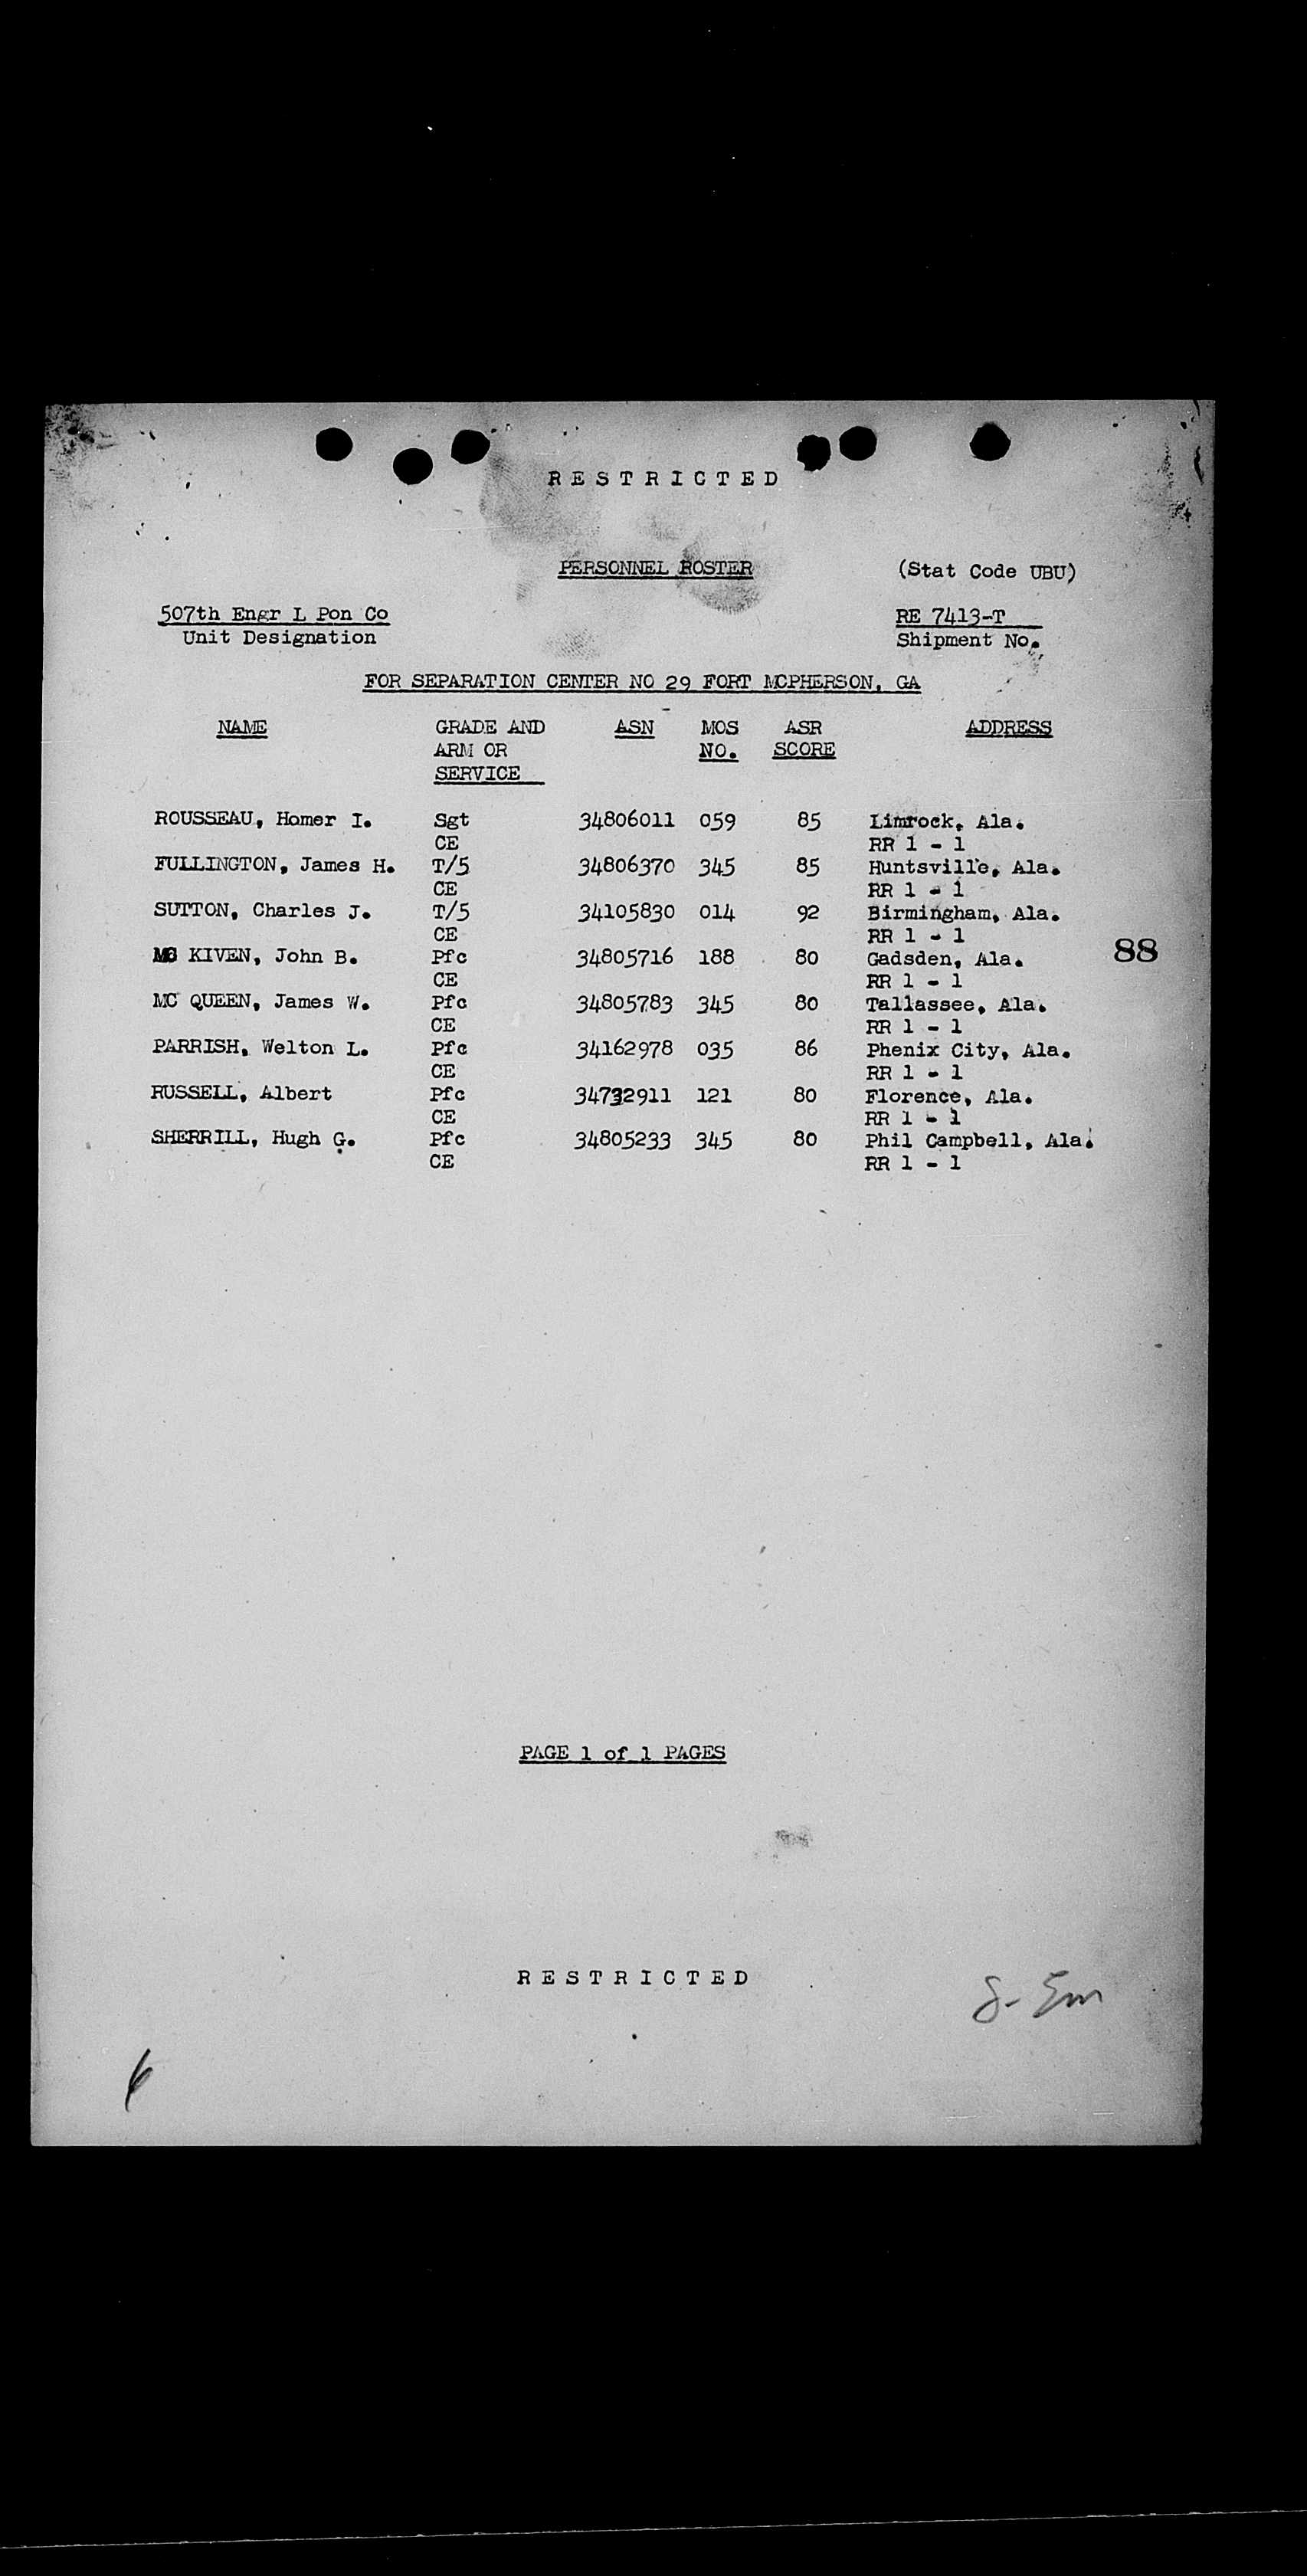 RESTRICTED
PERSONNEL ROSTER
(Stat Code UBU)
507th Engr L Pon Co
Unit Designation
RE 7413-T
Shipment No.
FOR SEPARATION CENTER NO 29 FORT MCPHERSON, GA
NAME GRADE AND ASN MOS ASR ADDRESS
ARM OR NO. SCORE
SERVICE
ROUSSEAU, Homer I. Sgt 34806011 059 85 Limrock, Ala.
CE RR 1 - 1
FULLINGTON, James H. T/5 34806370 345 85 Huntsville, Ala.
CE RR 1 - 1
SUTTON, Charles J. T/5 34105830 014 92 Birmingham, Ala.
CE RR 1 - 1
MC KIVEN, John B. Pfc 34805716 188 80 Gadsden, Ala.
88
CE RR 1 - 1
MC QUEEN, James W. Pfc 34805783 345 80 Tallassee, Ala.
CE RR 1 - 1
PARRISH, Welton L. Pfc 34162978 035 86 Phenix City, Ala.
CE RR 1 - 1
RUSSELL, Albert Pfc 34732911 121 80 Florence, Ala.
CE RR 1 - 1
SHERRILL, Hugh G. Pfc 34805233 345 80 Phil Campbell, Ala.
CE RR 1 - 1
PAGE 1 of 1 PAGES
RESTRICTED